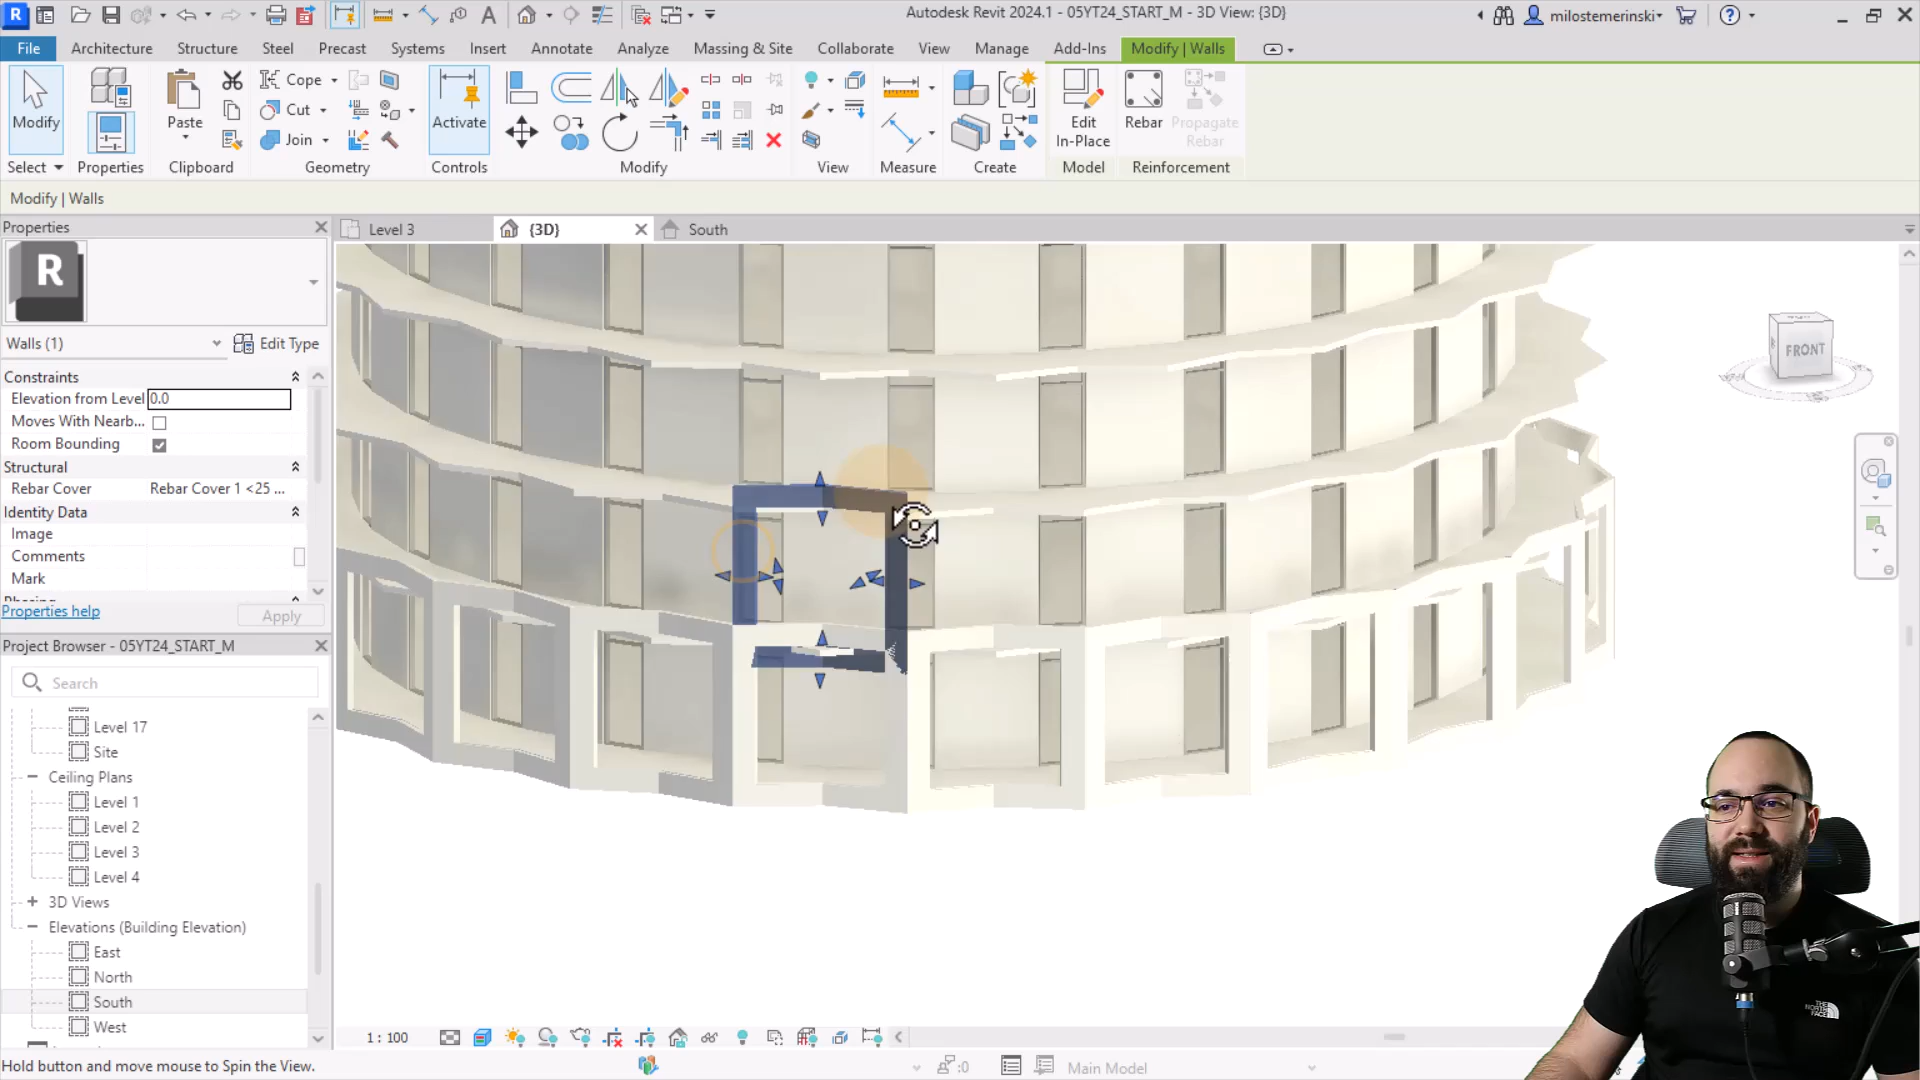 Autodesk Revit 2024.1 - 05YT24_START_M - 3D View: {3D}
milostemerinski
File
Architecture
Structure
Steel
Precast
Systems
Insert
Annotate
Analyze
Massing & Site
Collaborate
View
Manage
Add-Ins
Modify | Walls
Modify
Paste
Cope
Cut
Join
Activate
Edit
In-Place
Rebar
Propagate
Rebar
Select
Properties
Clipboard
Geometry
Controls
Modify
View
Measure
Create
Model
Reinforcement
Modify | Walls
Properties
Level 3
{3D}
South
R
Walls (1)
Edit Type
Constraints
Elevation from Level 0.0
Moves With Nearb...
Room Bounding
Structural
Rebar Cover Rebar Cover 1 <25 ...
Identity Data
Image
Comments
Mark
Properties help
Apply
Project Browser - 05YT24_START_M
Search
Level 17
Site
Ceiling Plans
Level 1
Level 2
Level 3
Level 4
3D Views
Elevations (Building Elevation)
East
North
South
West
FRONT
1 : 100
Hold button and move mouse to Spin the View.
:0
Main Model
THE
NORTH
FACE